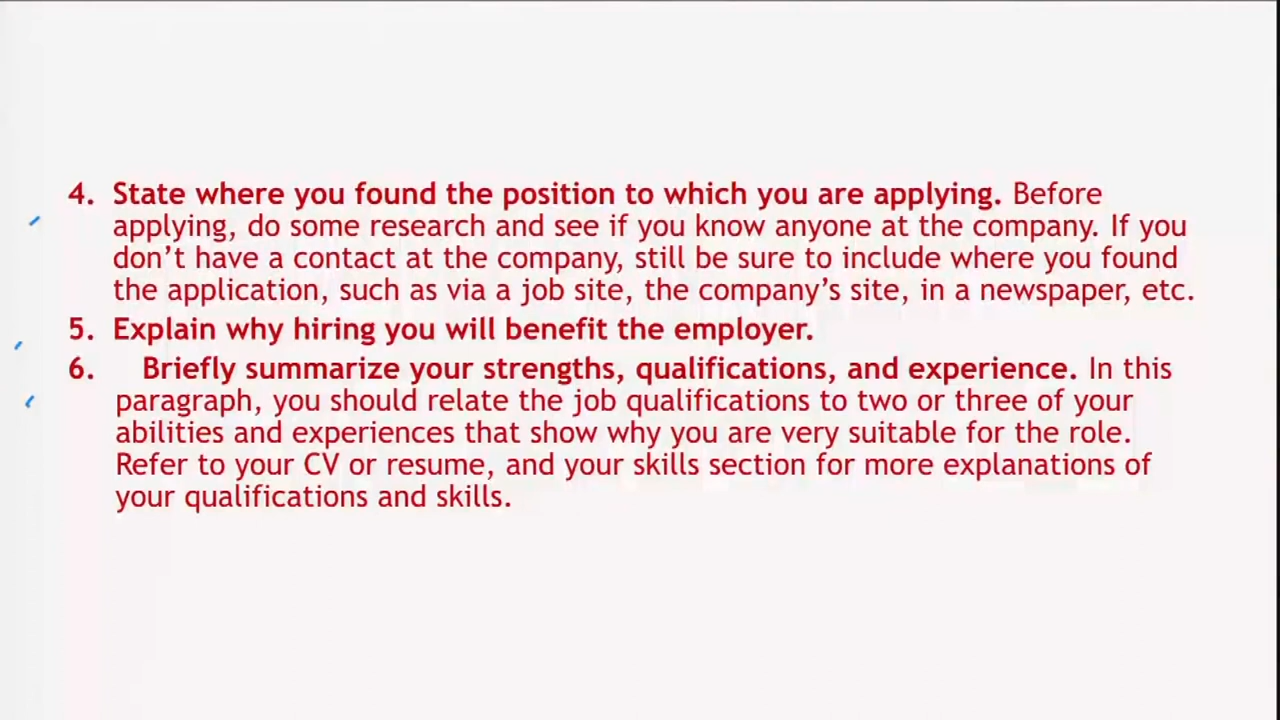 4. State where you found the position to which you are applying. Before
applying, do some research and see if you know anyone at the company. If you
don’t have a contact at the company, still be sure to include where you found
the application, such as via a job site, the company’s site, in a newspaper, etc.
5. Explain why hiring you will benefit the employer.
6. Briefly summarize your strengths, qualifications, and experience. In this
paragraph, you should relate the job qualifications to two or three of your
abilities and experiences that show why you are very suitable for the role.
Refer to your CV or resume, and your skills section for more explanations of
your qualifications and skills.